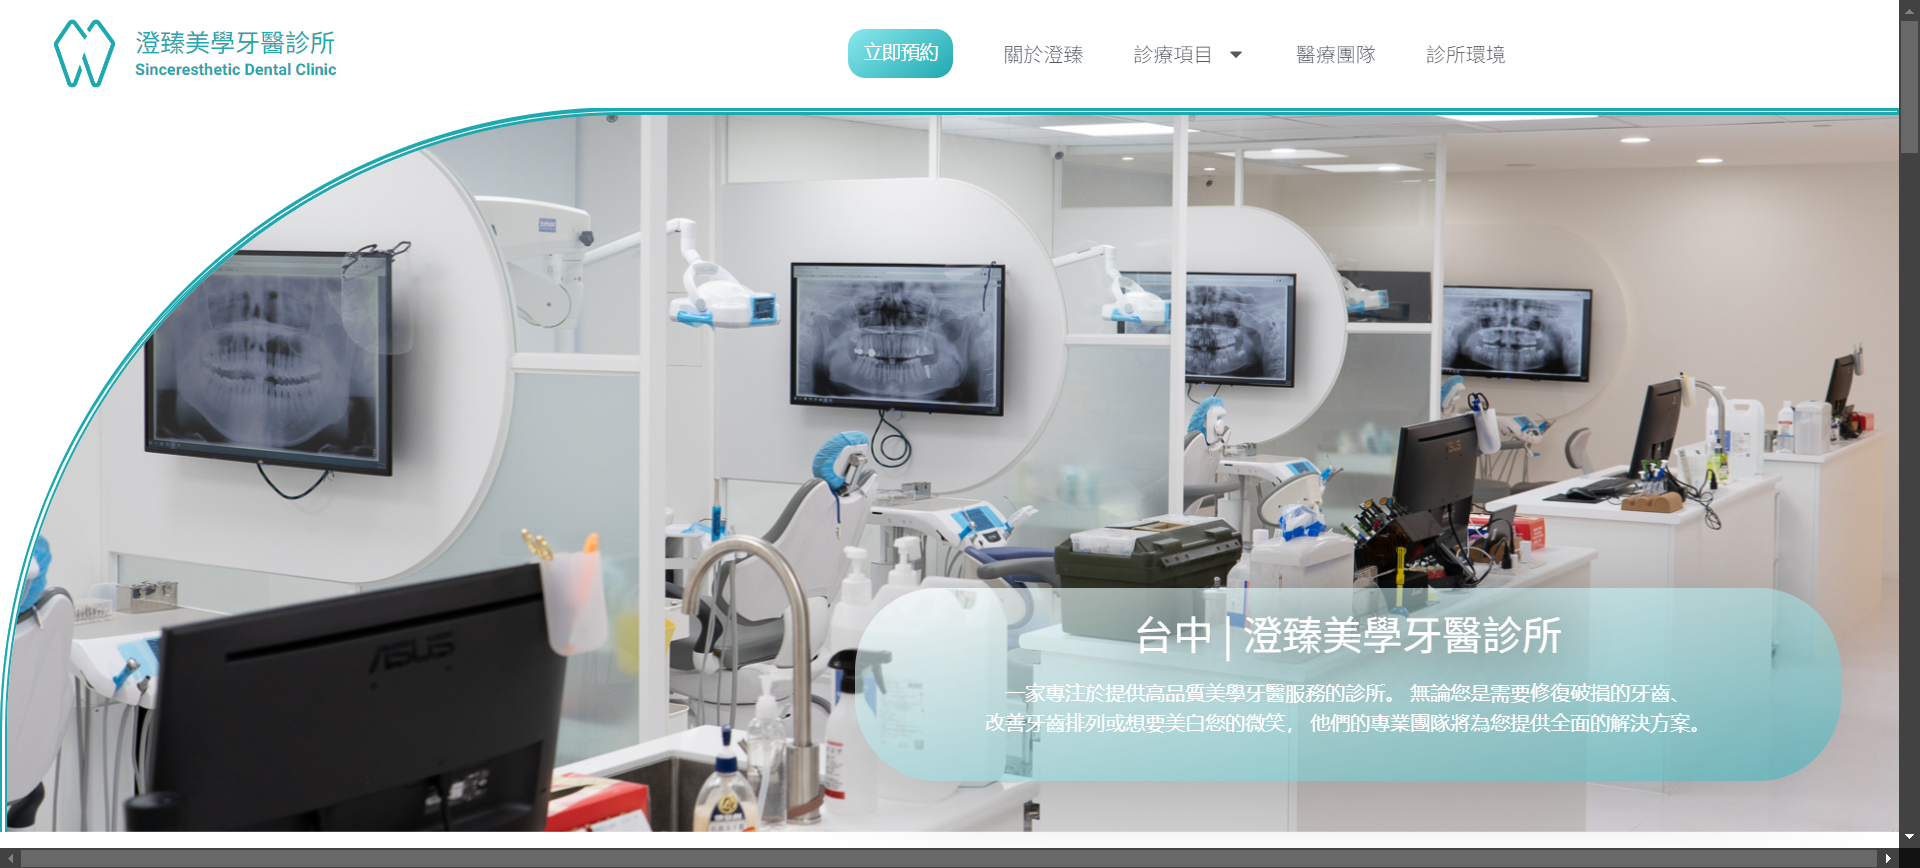 澄臻美學牙醫診所
Sinceresthetic Dental Clinic
立即預約
關於澄臻
診療項目
醫療團隊
診所環境
ASUS
台中 | 澄臻美學牙醫診所
一家專注於提供高品質美學牙醫服務的診所。 無論您是需要修復破損的牙齒、
改善牙齒排列或想要美白您的微笑， 他們的專業團隊將為您提供全面的解決方案。